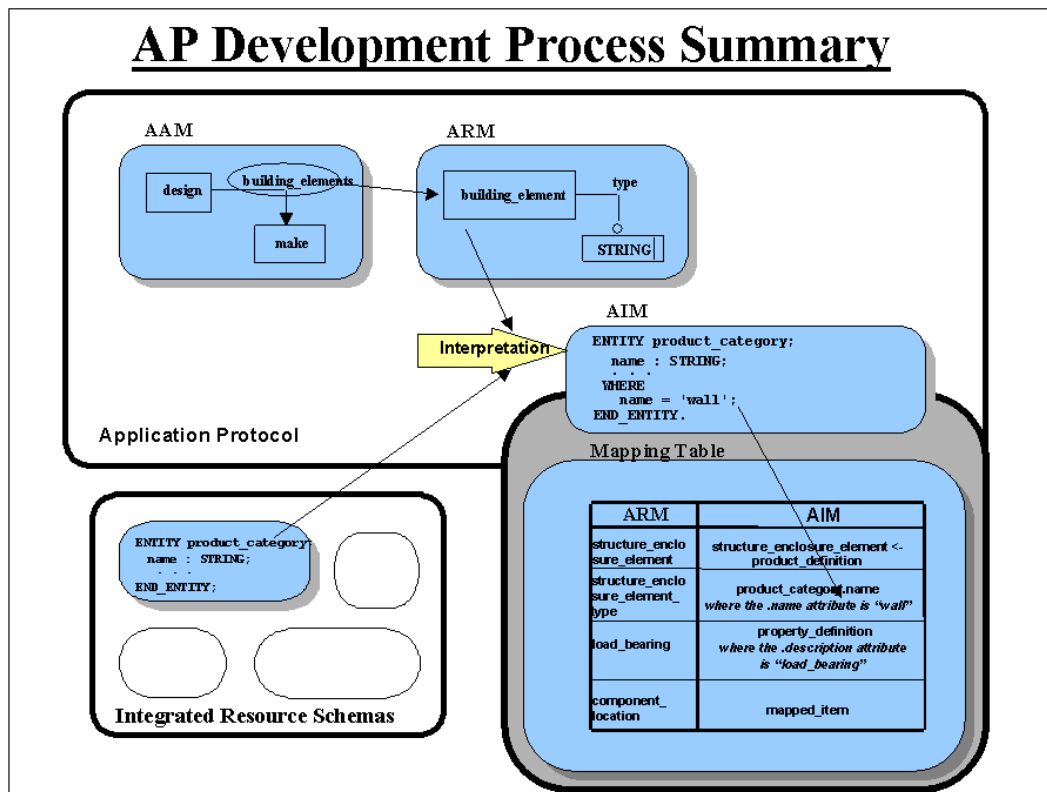 AP Development Process Summary
AAM
design
building_elements
make
ARM
building_element
type
STRING
Interpretation
AIM
ENTITY product_category;
name : STRING;
. . .
WHERE
name = 'wall';
END_ENTITY.
Application Protocol
Mapping Table
ARM
AIM
structure_enclo
sure_element
structure_enclosure_element <-
product_definition
structure_enclo
sure_element_
type
product_category.name
where the .name attribute is “wall”
load_bearing
property_definition
where the .description attribute
is “load_bearing”
component_
location
mapped_item
ENTITY product_category;
name : STRING;
. . .
END_ENTITY;
Integrated Resource Schemas